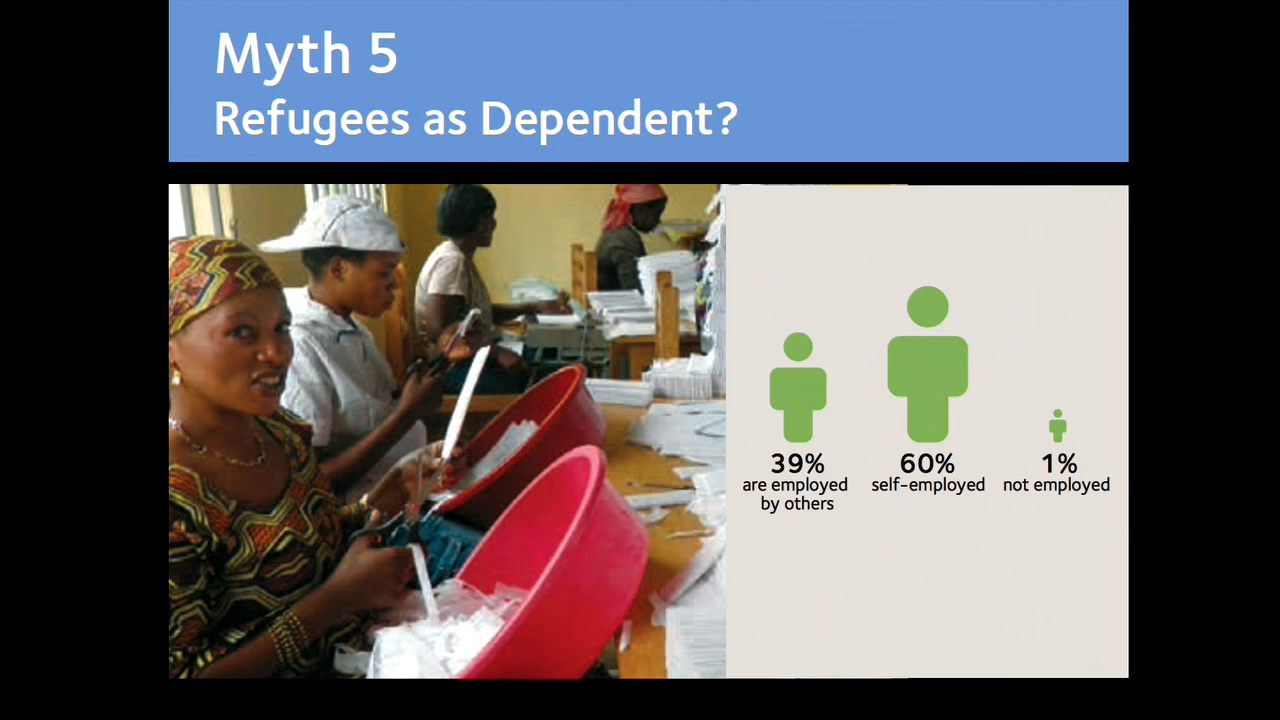 Myth 5
Refugees as Dependent?
39%
are employed
by others
60%
self-employed
1%
not employed